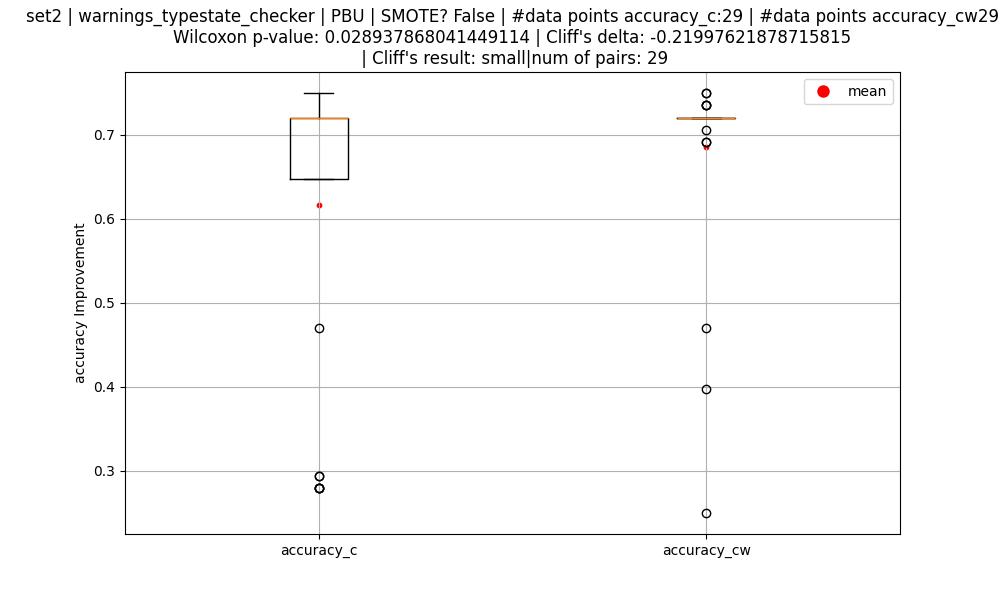 set2 | warnings_typestate_checker | PBU | SMOTE? False | #data points accuracy_c:29 | #data points accuracy_cw29
Wilcoxon p-value: 0.028937868041449114 | Cliff's delta: -0.21997621878715815
| Cliff's result: small|num of pairs: 29
mean
0.7
0.6
0.5
0.4
0.3
accuracy Improvement
accuracy_c
accuracy_cw